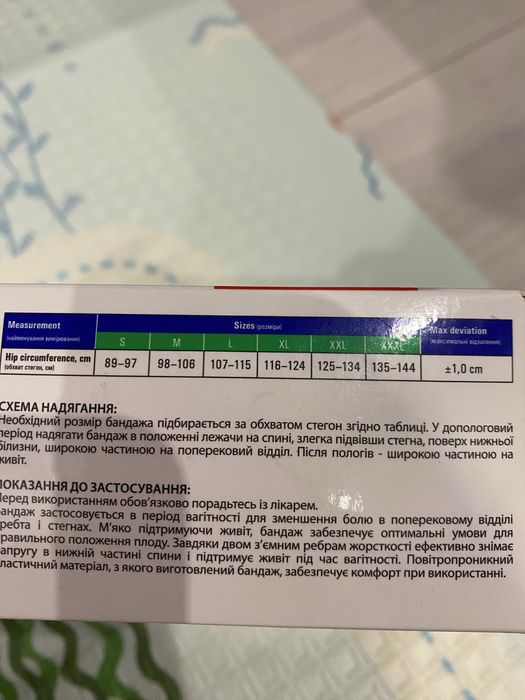 Measurement
(найменування вимірювання)
Sizes (розміри)
Max deviation
(максимальні відхилення)
S M L XL XXL XXXL
Hip circumference, cm
(обхват стегон, см)
89–97 98–106 107–115 116–124 125–134 135–144 ±1,0 cm
СХЕМА НАДЯГАННЯ:
Необхідний розмір бандажа підбирається за обхватом стегон згідно таблиці. У допологовий
період надягати бандаж в положенні лежачи на спині, злегка підвівши стегна, поверх нижньої
білизни, широкою частиною на поперековий відділ. Після пологів - широкою частиною на
живіт.
ПОКАЗАННЯ ДО ЗАСТОСУВАННЯ:
Перед використанням обов'язково порадьтесь із лікарем.
Бандаж застосовується в період вагітності для зменшення болю в поперековому відділі
хребта і стегнах. М'яко підтримуючи живіт, бандаж забезпечує оптимальні умови для
правильного положення плоду. Завдяки двом з'ємним ребрам жорсткості ефективно знімає
напругу в нижній частині спини і підтримує живіт під час вагітності. Повітропроникний
еластичний матеріал, з якого виготовлений бандаж, забезпечує комфорт при використанні.